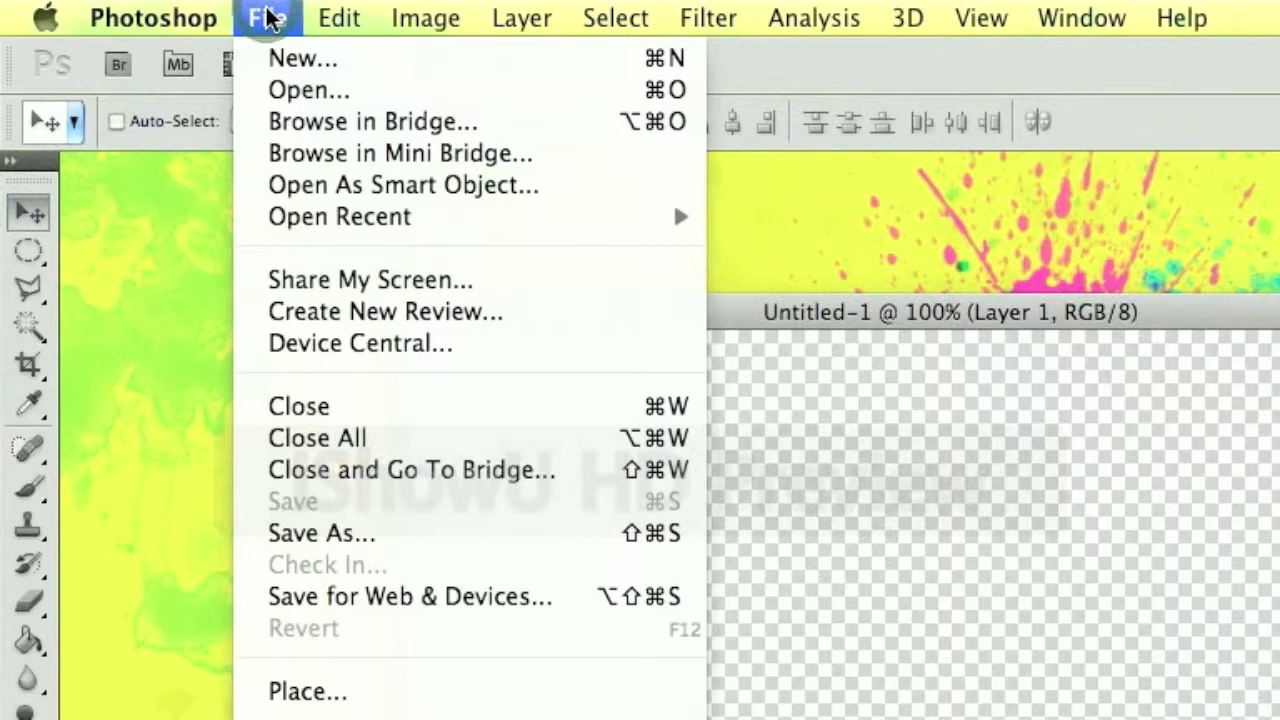 Photoshop File Edit Image Layer Select Filter Analysis 3D View Window Help
Ps Br Mb
Auto-Select:
New... ⌘N
Open... ⌘O
Browse in Bridge... ⌥⌘O
Browse in Mini Bridge...
Open As Smart Object...
Open Recent
Share My Screen...
Create New Review...
Device Central...
Untitled-1 @ 100% (Layer 1, RGB/8)
Close ⌘W
Close All ⌥⌘W
Close and Go To Bridge... ⇧⌘W
iShowU HD
Save ⌘S
Save As... ⇧⌘S
Check In...
Save for Web & Devices... ⌥⇧⌘S
Revert F12
Place...